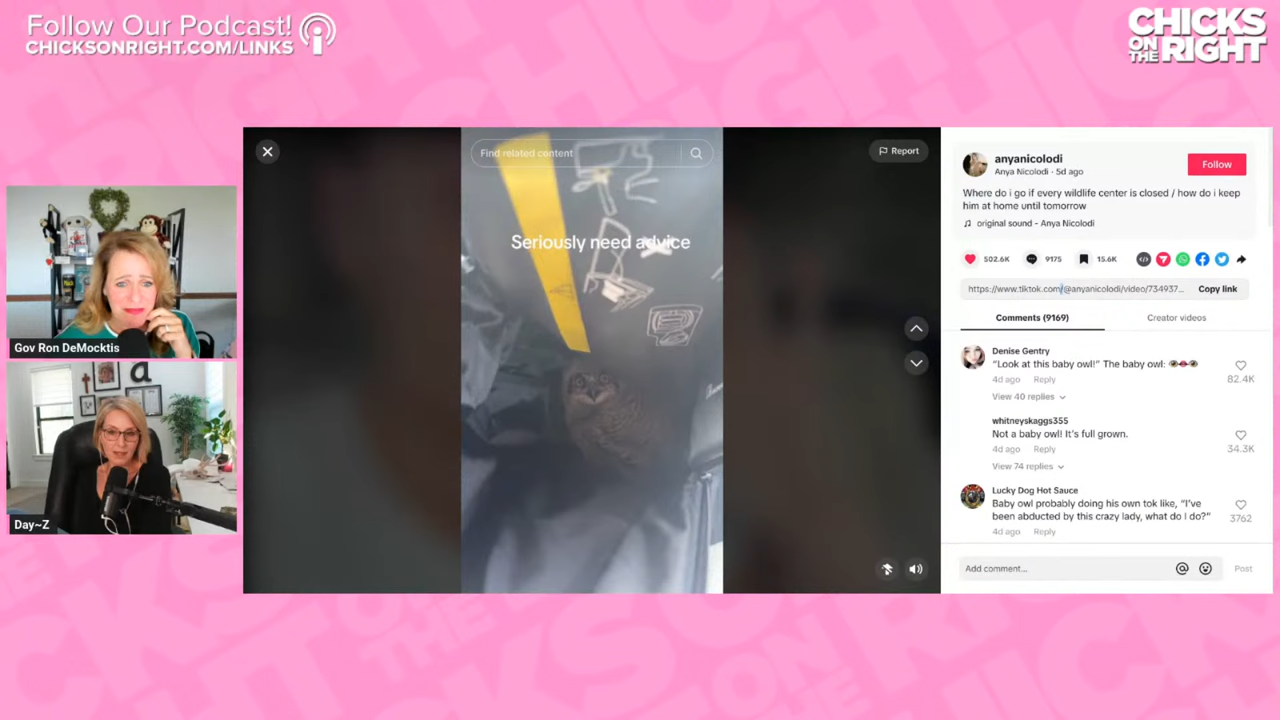 Follow Our Podcast!
CHICKSONRIGHT.COM/LINKS
CHICKS
ON THE RIGHT
Gov Ron DeMocktis
a
Day~Z
Find related content
Report
Seriously need advice
anyanicolodi
Anya Nicolodi · 5d ago
Follow
Where do i go if every wildlife center is closed / how do i keep
him at home until tomorrow
original sound - Anya Nicolodi
502.6K
9175
15.6K
https://www.tiktok.com/@anyanicolodi/video/734937...
Copy link
Comments (9169)
Creator videos
Denise Gentry
“Look at this baby owl!” The baby owl: 👁️👄👁️
4d ago Reply
82.4K
View 40 replies
whitneyskaggs355
Not a baby owl! It's full grown.
4d ago Reply
34.3K
View 74 replies
Lucky Dog Hot Sauce
Baby owl probably doing his own tok like, “I've
been abducted by this crazy lady, what do I do?”
3762
4d ago Reply
Add comment...
@
Post